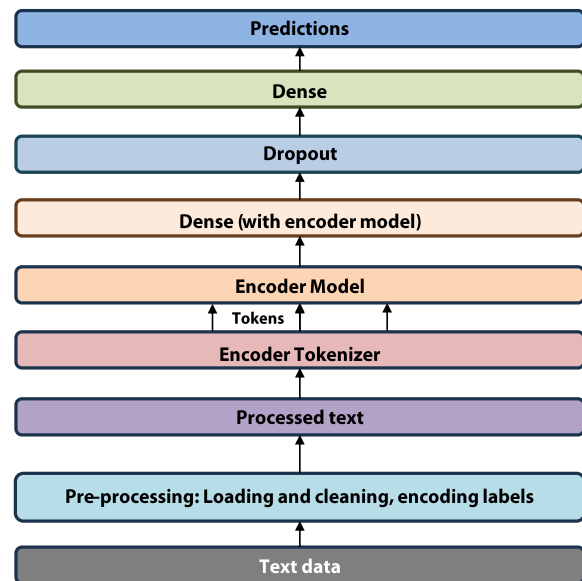 Predictions
Dense
Dropout
Dense (with encoder model)
Encoder Model
Tokens
Encoder Tokenizer
Processed text
Pre-processing: Loading and cleaning, encoding labels
Text data